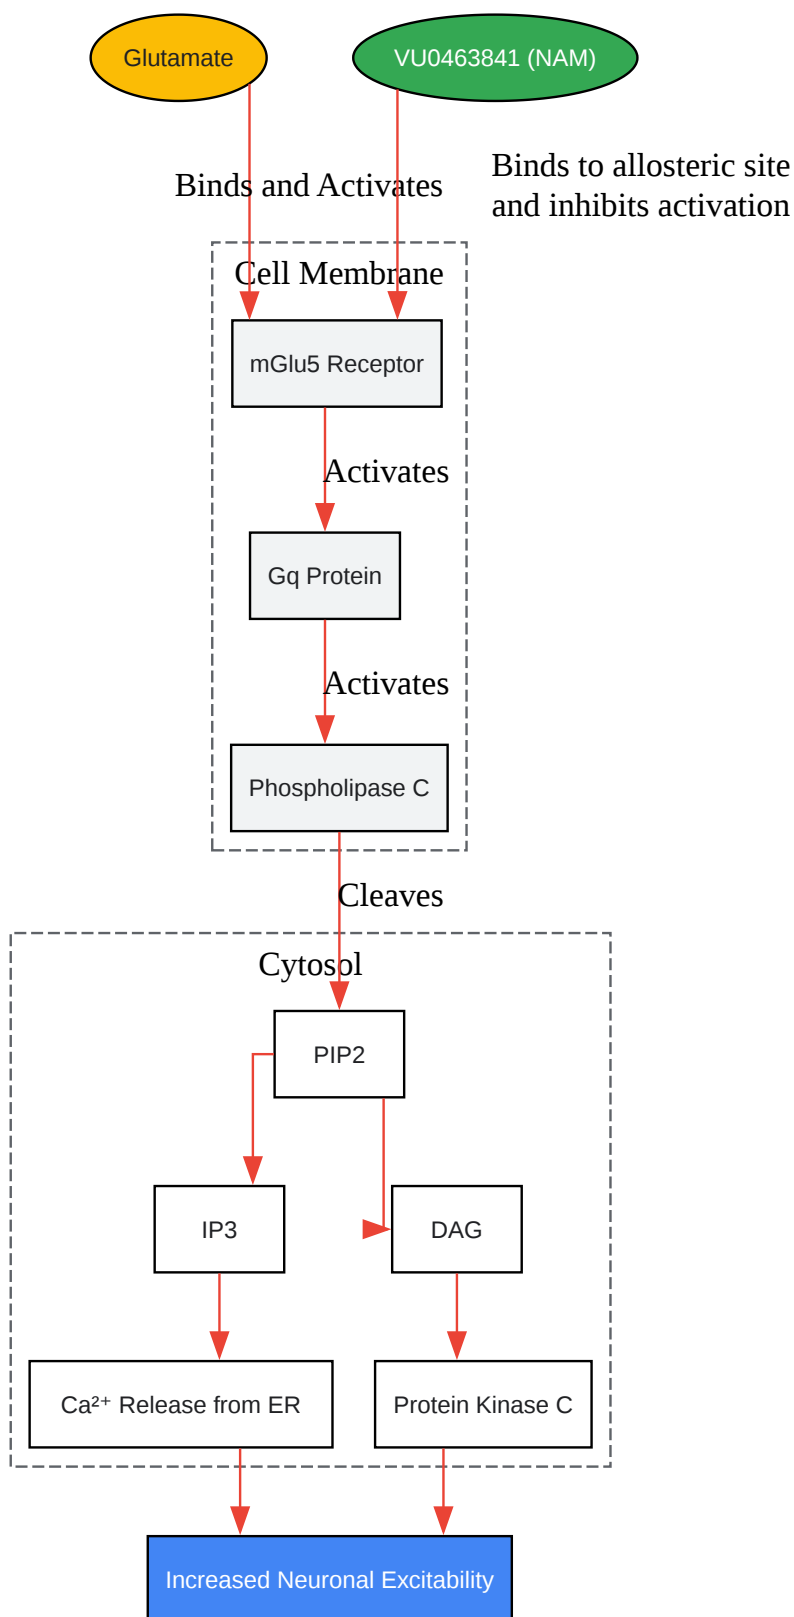 Glutamate
VU0463841 (NAM)
Binds and Activates
Binds to allosteric site
and inhibits activation
Cell Membrane
mGlu5 Receptor
Activates
Gq Protein
Activates
Phospholipase C
Cleaves
Cytosol
PIP2
IP3
DAG
Ca²⁺ Release from ER
Protein Kinase C
Increased Neuronal Excitability